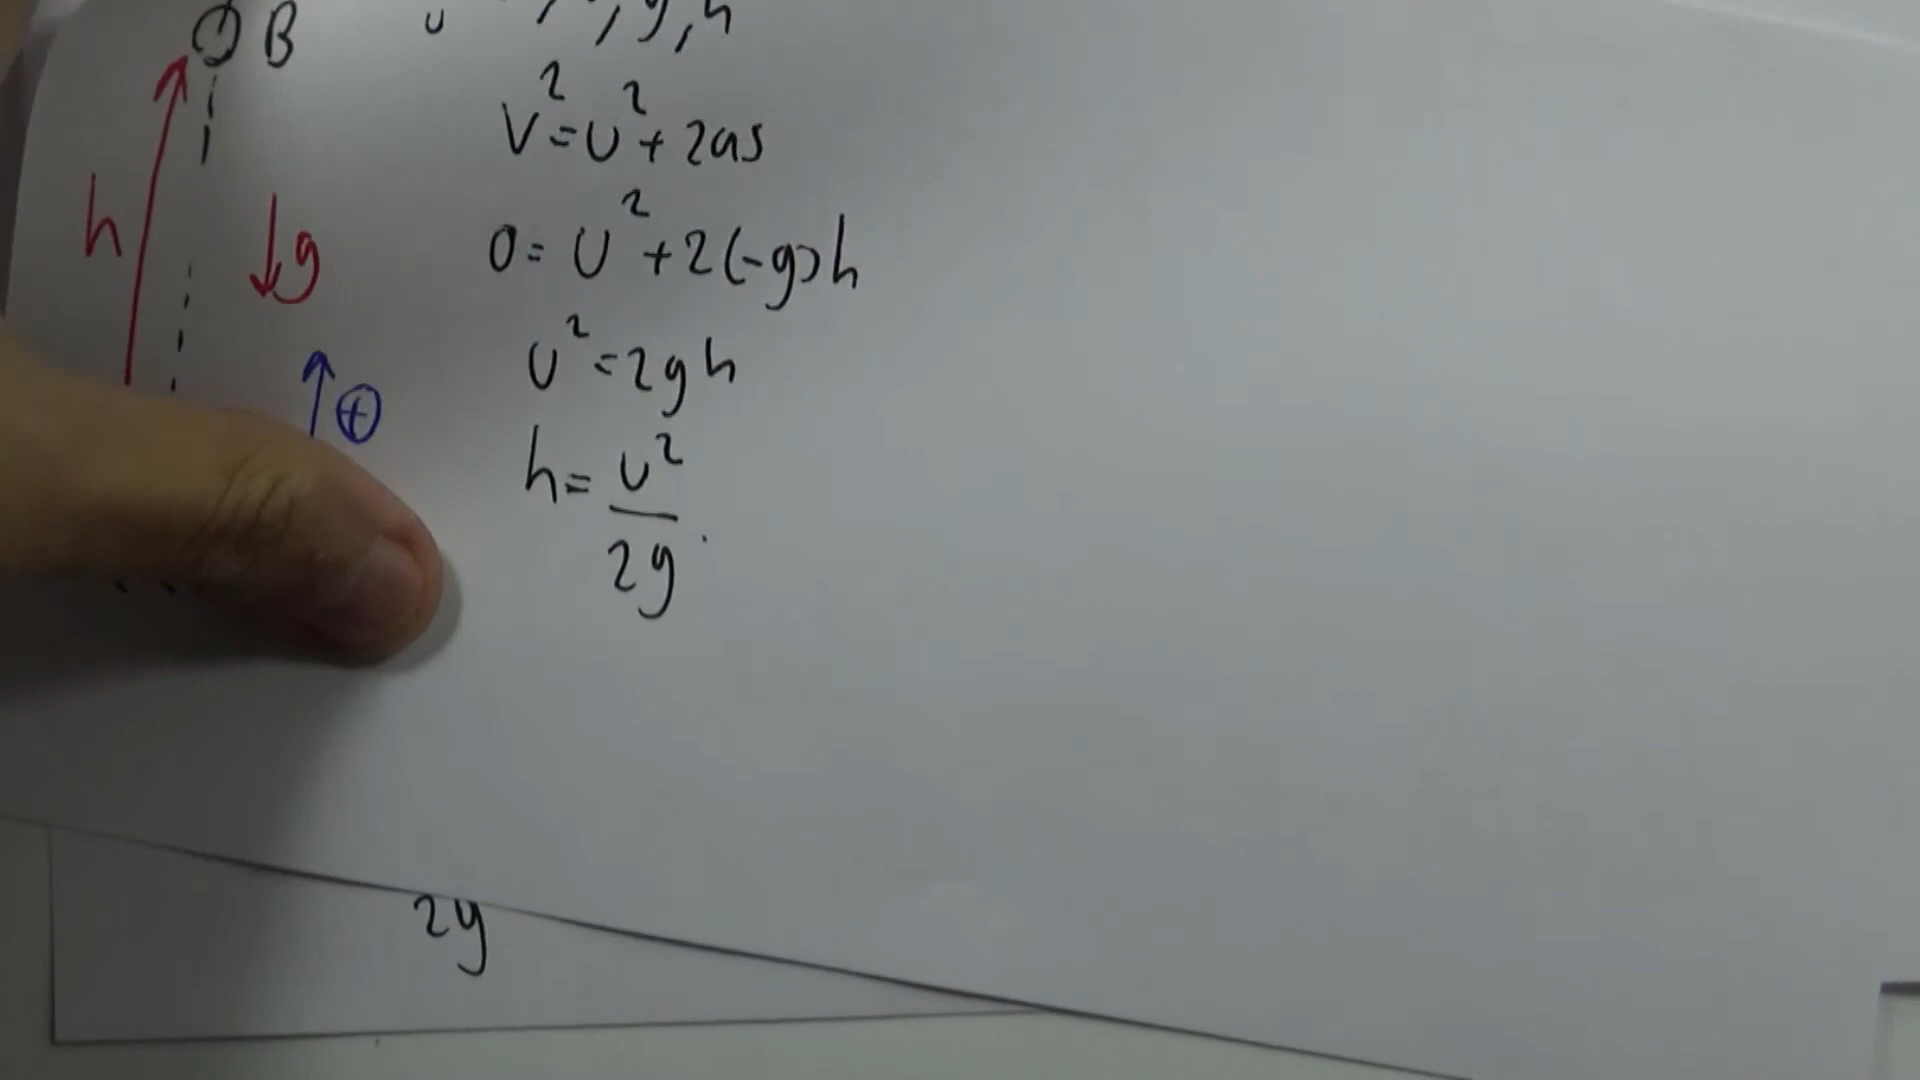 B
h
g
+
v² = u² + 2as
0 = u² + 2(-g)h
u² = 2gh
h = u²
2g
2g